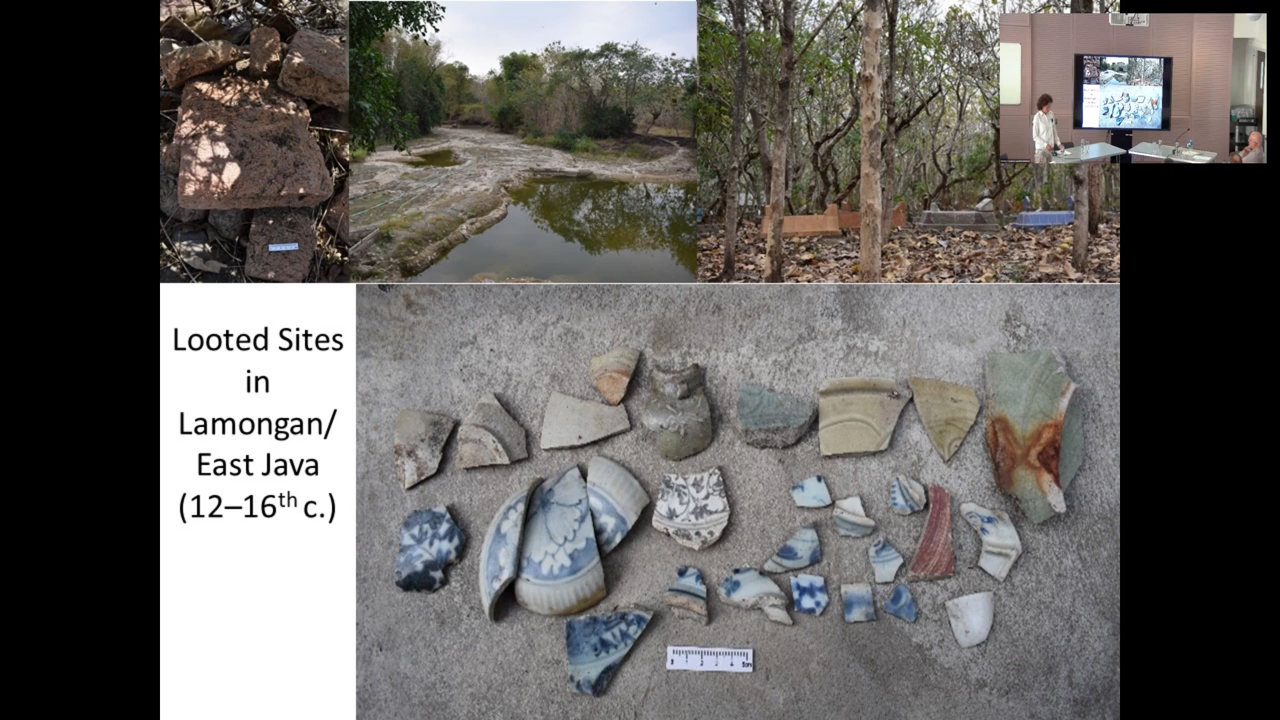 Looted Sites
in
Lamongan/
East Java
(12–16th c.)